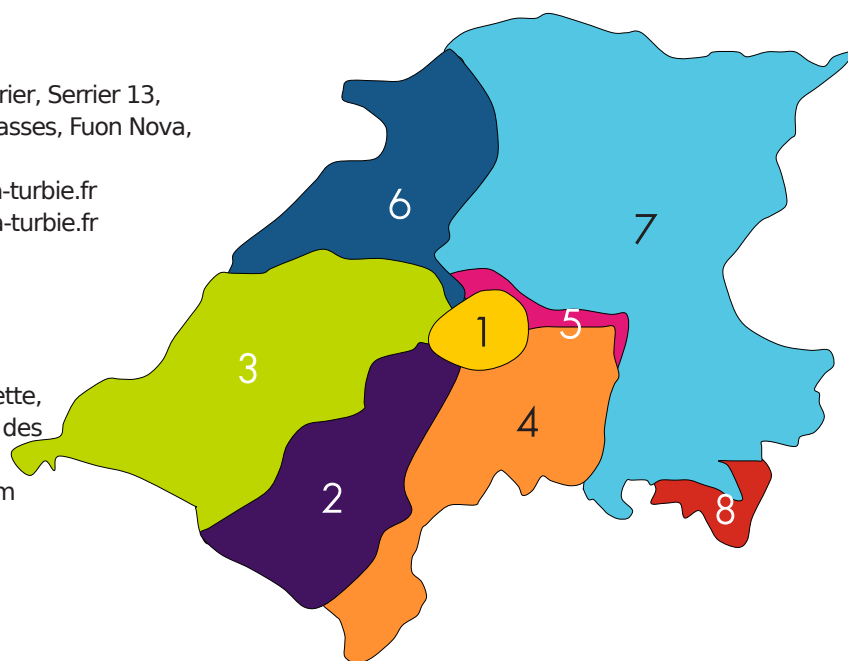 rier, Serrier 13,
asses, Fuon Nova,
-turbie.fr
-turbie.fr
6
7
5
1
3
ette,
des
4
2
m
8